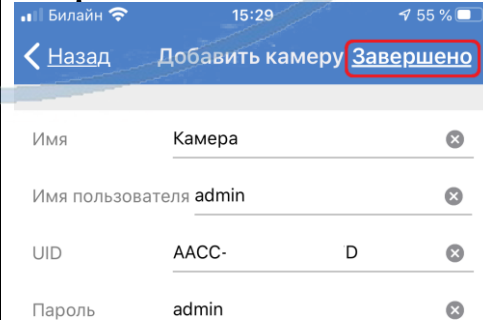 Билайн 15:29 55 %
Назад Добавить камеру Завершено
Имя Камера
Имя пользователя admin
UID AACC- D
Пароль admin